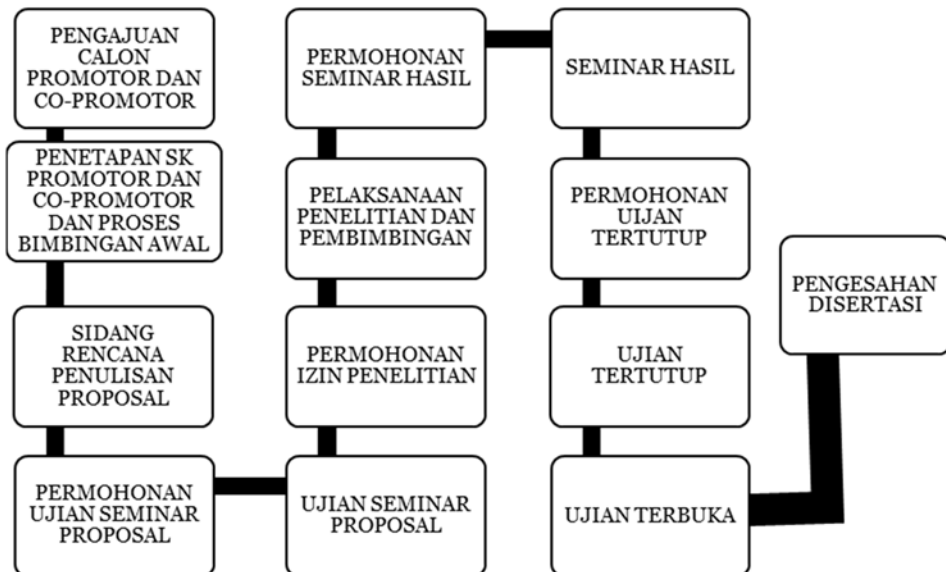 PENGAJUAN
CALON
PROMOTOR DAN
CO-PROMOTOR
PENETAPAN SK
PROMOTOR DAN
CO-PROMOTOR
DAN PROSES
BIMBINGAN AWAL
SIDANG
RENCANA
PENULISAN
PROPOSAL
PERMOHONAN
UJIAN SEMINAR
PROPOSAL
UJIAN SEMINAR
PROPOSAL
PERMOHONAN
IZIN PENELITIAN
PELAKSANAAN
PENELITIAN DAN
PEMBIMBINGAN
PERMOHONAN
SEMINAR HASIL
SEMINAR HASIL
PERMOHONAN
UIJAN
TERTUTUP
UJIAN
TERTUTUP
UJIAN TERBUKA
PENGESAHAN
DISERTASI